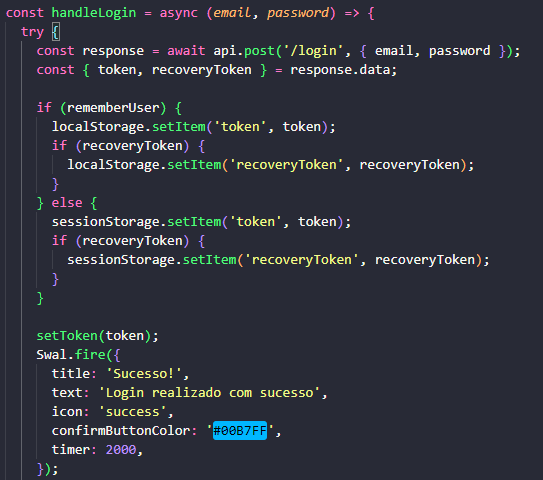 const handleLogin = async (email, password) => {
try {
const response = await api.post('/login', { email, password });
const { token, recoveryToken } = response.data;
if (rememberUser) {
localStorage.setItem('token', token);
if (recoveryToken) {
localStorage.setItem('recoveryToken', recoveryToken);
}
} else {
sessionStorage.setItem('token', token);
if (recoveryToken) {
sessionStorage.setItem('recoveryToken', recoveryToken);
}
}
setToken(token);
Swal.fire({
title: 'Sucesso!',
text: 'Login realizado com sucesso',
icon: 'success',
confirmButtonColor: '#00B7FF',
timer: 2000,
});